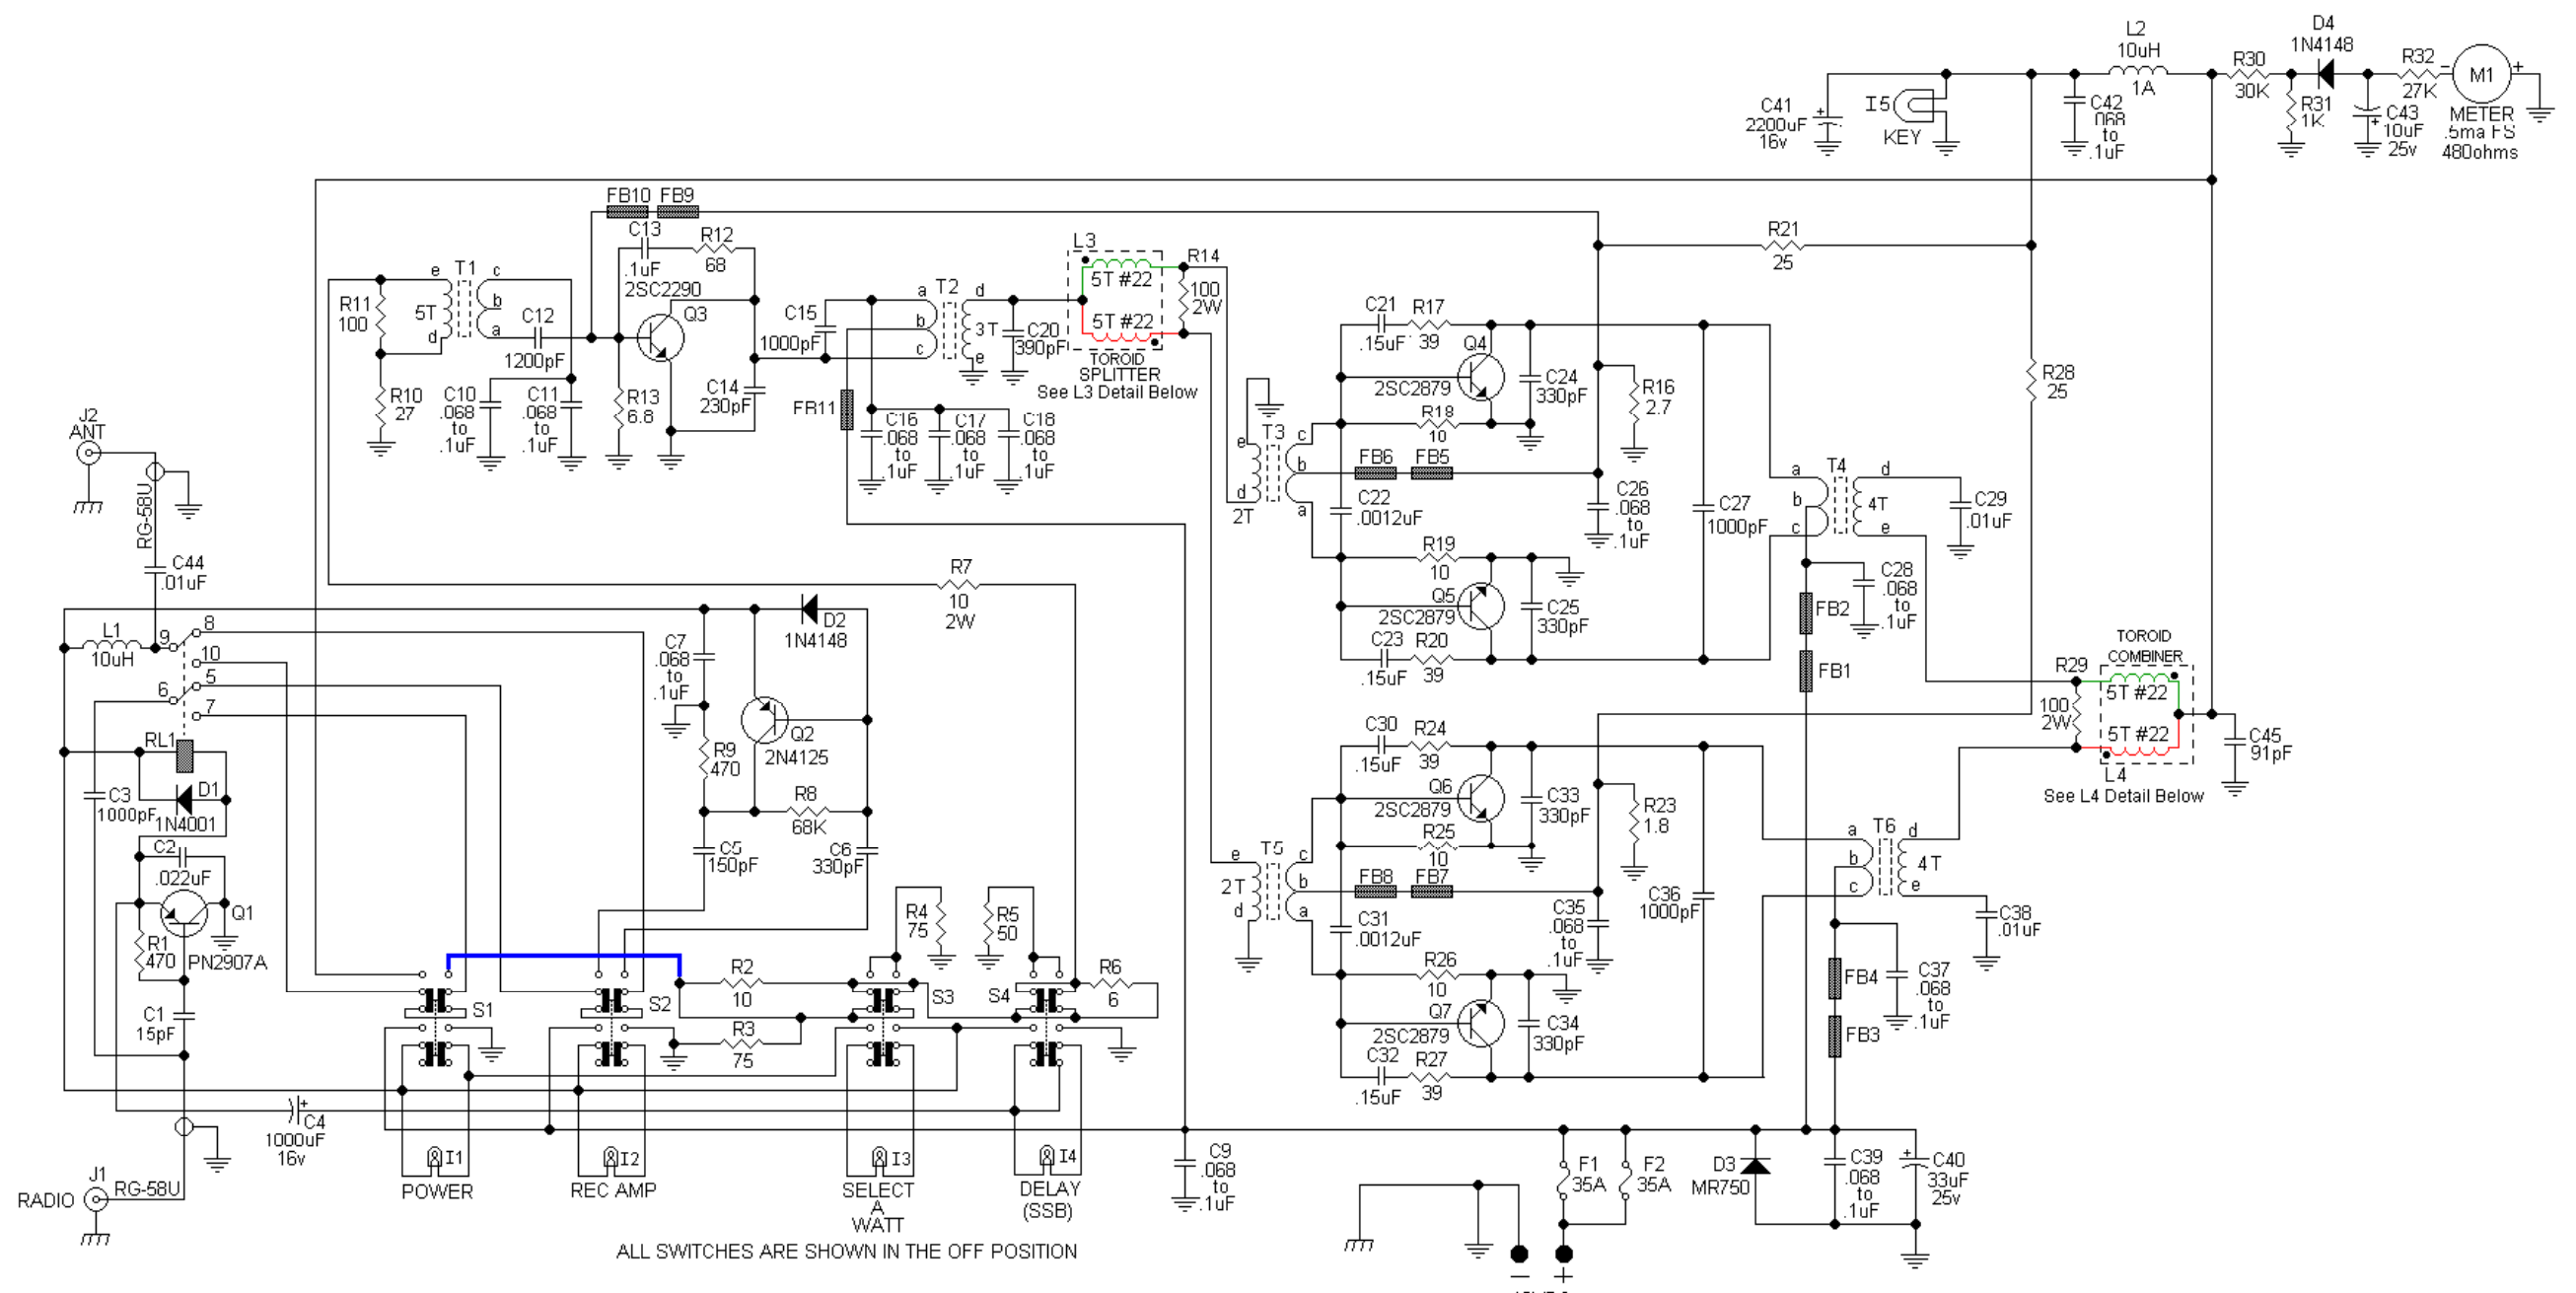 D4
1N4148
L2
10uH
1A
R30
30K
R31
1K
R32
27K
M1
-
+
METER
.5ma FS
480ohms
C43
10uF
25v
+
C41
2200uF
16v
+
I5
KEY
C42
.068
to
.1uF
FB10
FB9
C13
.1uF
R12
68
2SC2290
Q3
T1
e
c
b
a
5T
d
R11
100
R10
27
C12
1200pF
C10
.068
to
.1uF
C11
.068
to
.1uF
R13
6.8
C14
230pF
C15
1000pF
T2
a
b
c
d
3T
e
C20
390pF
FB11
C16
.068
to
.1uF
C17
.068
to
.1uF
C18
.068
to
.1uF
L3
5T #22
5T #22
TOROID
SPLITTER
See L3 Detail Below
R14
100
2W
R21
25
R28
25
C21
.15uF
R17
39
Q4
2SC2879
C24
330pF
R16
2.7
R18
10
T3
e
c
b
d
a
2T
FB6
FB5
C22
.0012uF
C26
.068
to
.1uF
C27
1000pF
R19
10
Q5
2SC2879
C25
330pF
C23
.15uF
R20
39
T4
a
b
c
d
4T
e
C29
.01uF
C28
.068
to
.1uF
FB2
FB1
TOROID
COMBINER
R29
100
2W
5T #22
5T #22
L4
See L4 Detail Below
C45
91pF
J2
ANT
RG-58U
C44
.01uF
L1
10uH
9
8
10
5
6
7
RL1
D1
1N4001
C3
1000pF
C2
.022uF
Q1
PN2907A
R1
470
C1
15pF
J1
RADIO
RG-58U
C4
1000uF
16v
+
R7
10
2W
D2
1N4148
C7
.068
to
.1uF
Q2
2N4125
R9
470
R8
68K
C5
150pF
C6
330pF
R4
75
R5
50
R2
10
R3
75
R6
6
S1
S2
S3
S4
I1
POWER
I2
REC AMP
I3
SELECT
A
WATT
I4
DELAY
(SSB)
ALL SWITCHES ARE SHOWN IN THE OFF POSITION
C30
.15uF
R24
39
Q6
2SC2879
C33
330pF
R23
1.8
R25
10
T5
e
c
2T
b
d
a
FB8
FB7
C31
.0012uF
C35
.068
to
.1uF
C36
1000pF
R26
10
Q7
2SC2879
C34
330pF
C32
.15uF
R27
39
T6
a
b
c
d
4T
e
C38
.01uF
C37
.068
to
.1uF
FB4
FB3
C9
.068
to
.1uF
F1
35A
F2
35A
D3
MR750
C39
.068
to
.1uF
C40
33uF
25v
+
-
+